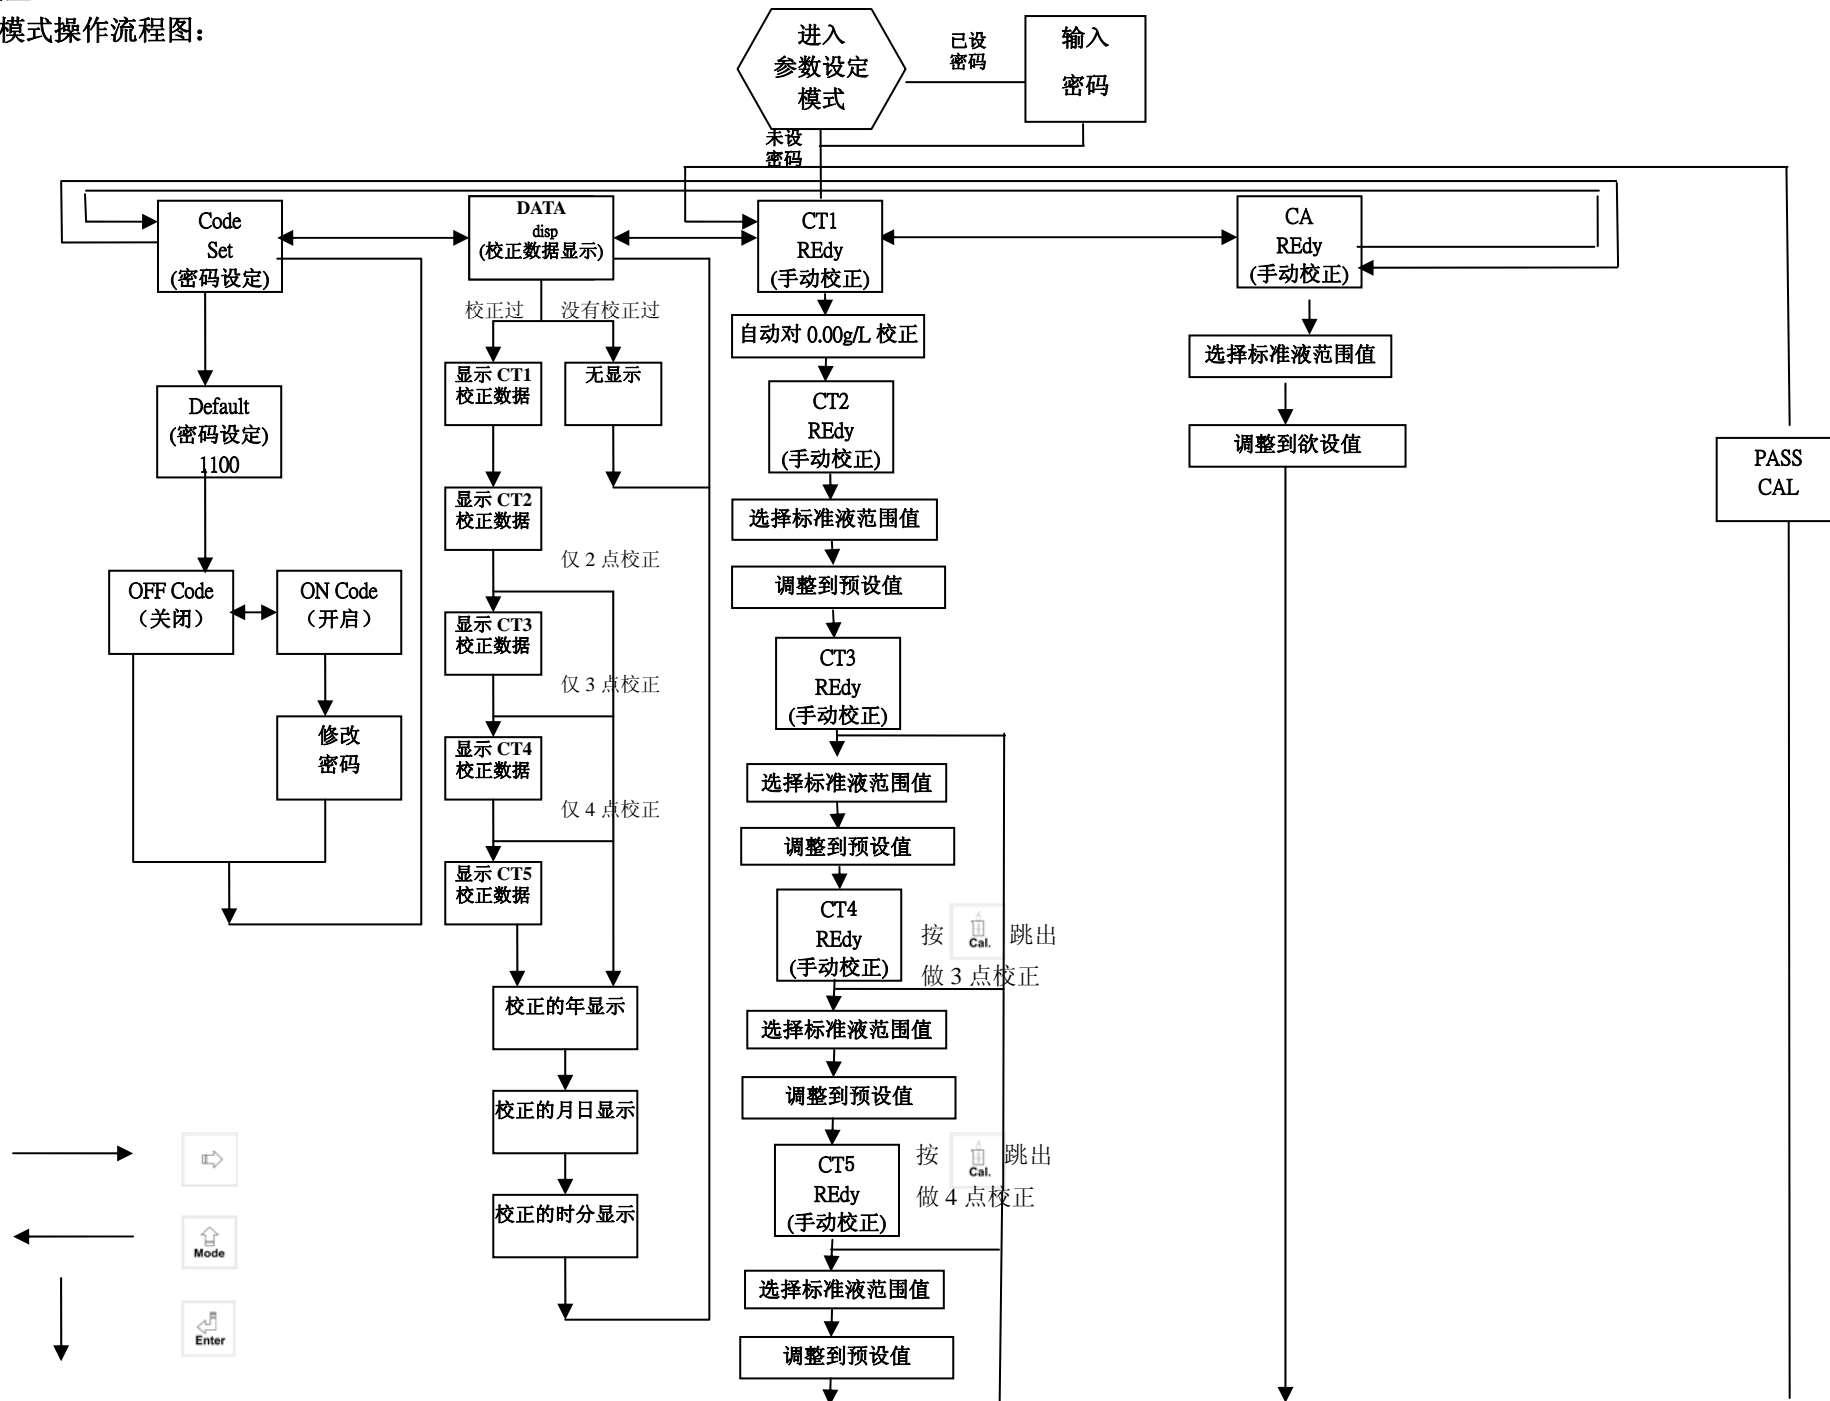 模式操作流程图：
进入
参数设定
模式
已设
密码
输入
密码
未设
密码
Code
Set
(密码设定)
DATA
disp
(校正数据显示)
CT1
REdy
(手动校正)
CA
REdy
(手动校正)
校正过
没有校正过
自动对 0.00g/L 校正
选择标准液范围值
显示 CT1
校正数据
无显示
Default
(密码设定)
1100
CT2
REdy
(手动校正)
调整到欲设值
PASS
CAL
显示 CT2
校正数据
选择标准液范围值
仅 2 点校正
调整到预设值
OFF Code
（关闭）
ON Code
（开启）
显示 CT3
校正数据
CT3
REdy
(手动校正)
仅 3 点校正
修改
密码
显示 CT4
校正数据
选择标准液范围值
仅 4 点校正
调整到预设值
显示 CT5
校正数据
CT4
REdy
(手动校正)
按 Cal. 跳出
做 3 点校正
校正的年显示
选择标准液范围值
校正的月日显示
调整到预设值
CT5
REdy
(手动校正)
按 Cal. 跳出
做 4 点校正
校正的时分显示
Mode
选择标准液范围值
Enter
调整到预设值